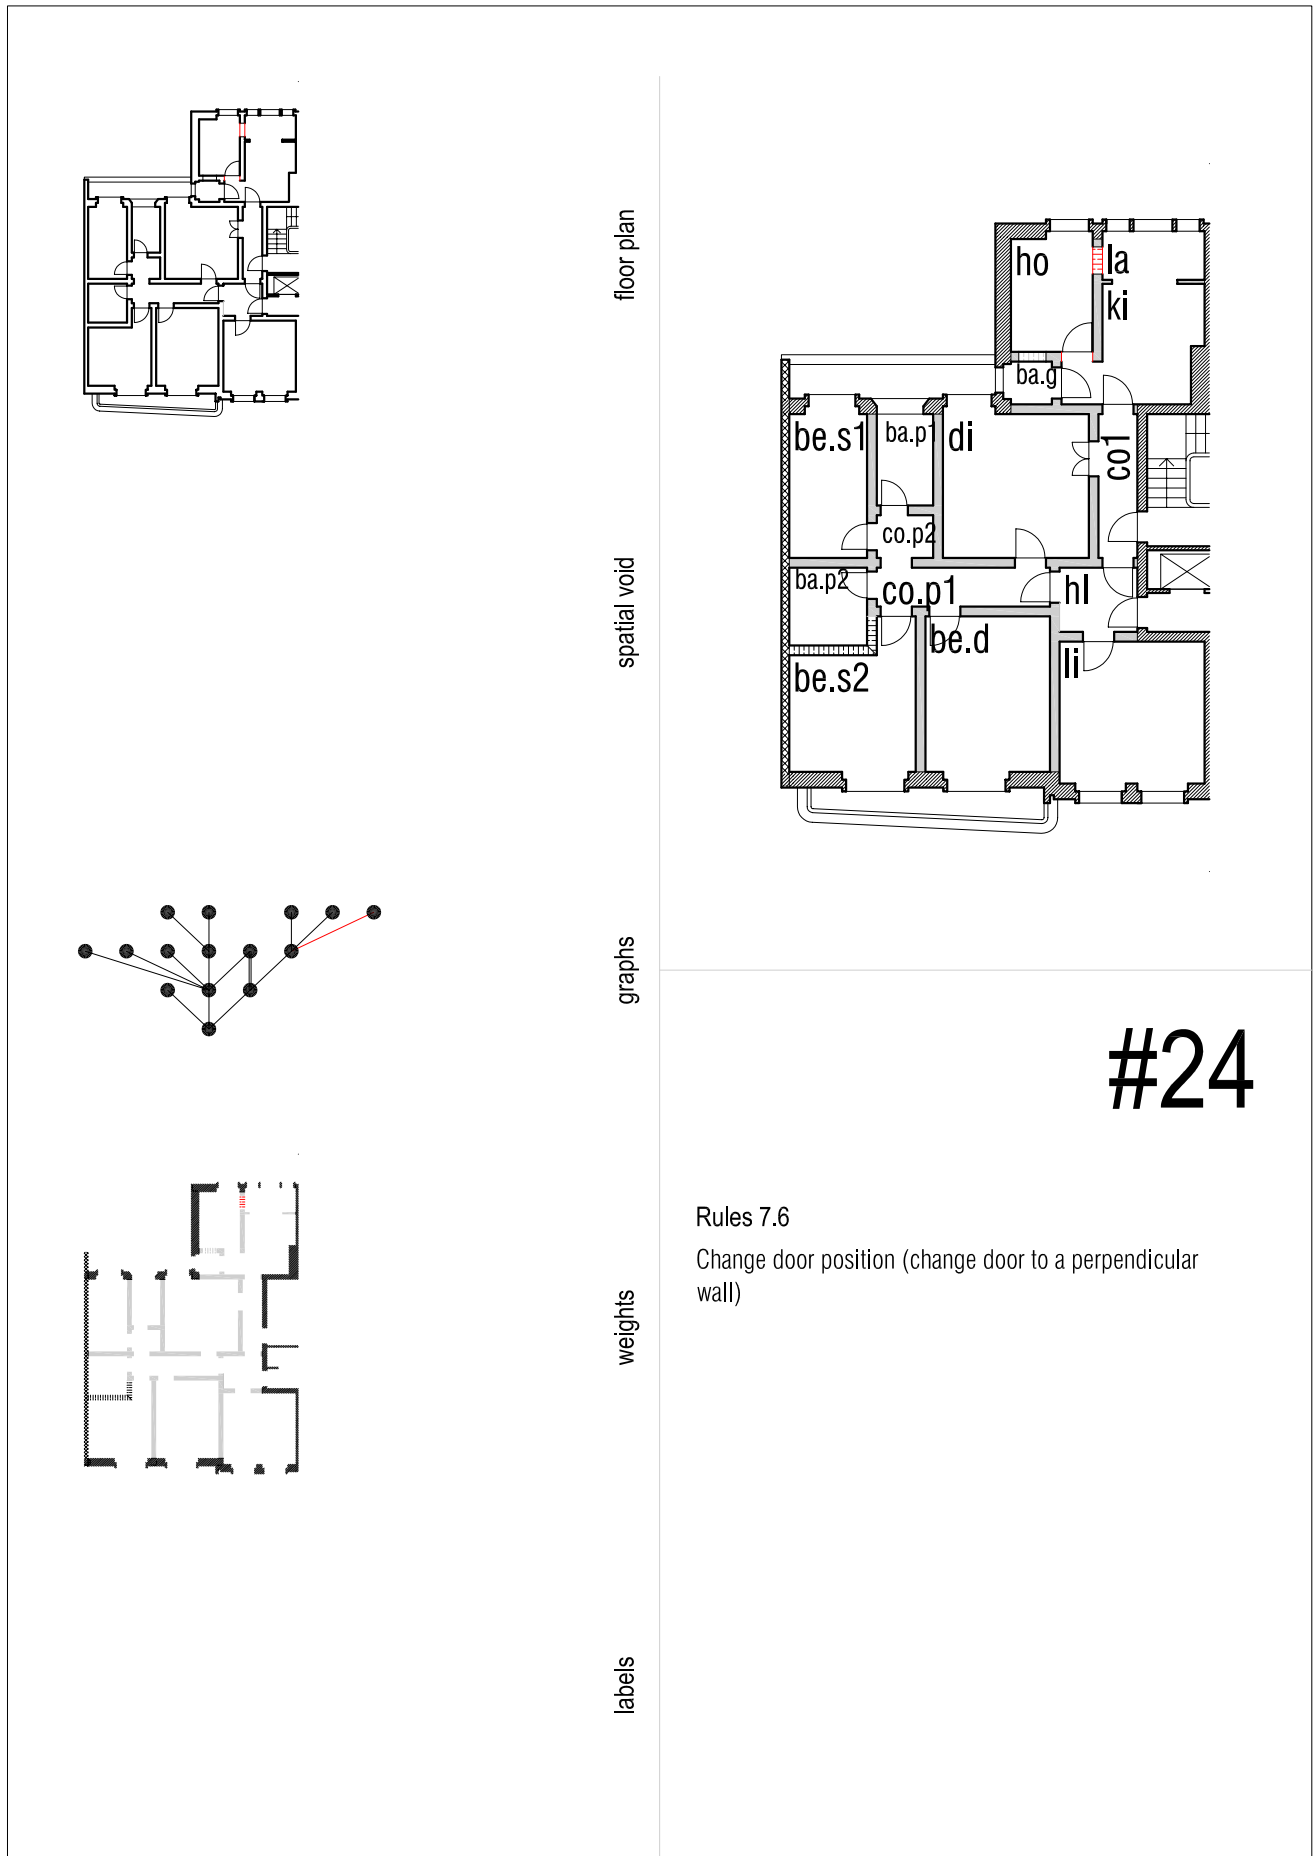 floor plan
spatial void
graphs
weights
labels
ho
la
ki
ba.g
be.s1
ba.p1
di
co1
co.p2
ba.p2
co.p1
hl
be.d
li
be.s2
#24
Rules 7.6
Change door position (change door to a perpendicular
wall)